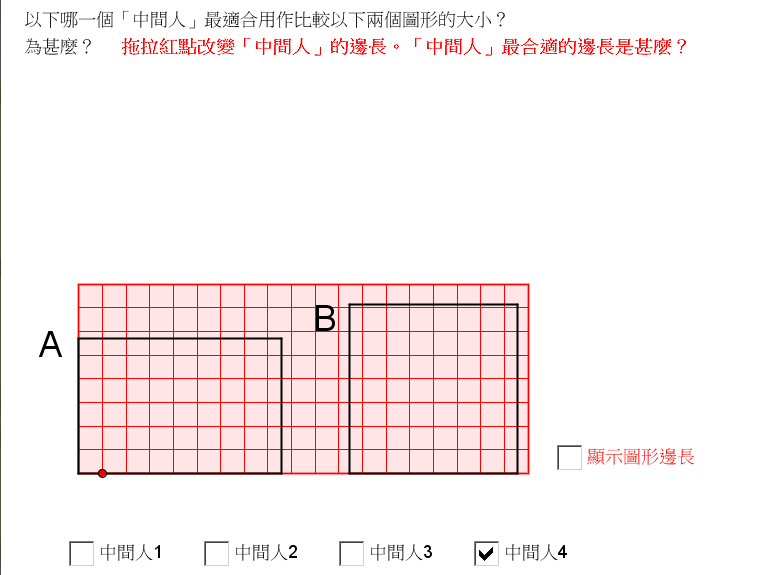 以下哪一個「中間人」最適合用作比較以下兩個圖形的大小？
為甚麼？ 拖拉紅點改變「中間人」的邊長。「中間人」最合適的邊長是甚麼？
B
A
顯示圖形邊長
中間人1 中間人2 中間人3 中間人4